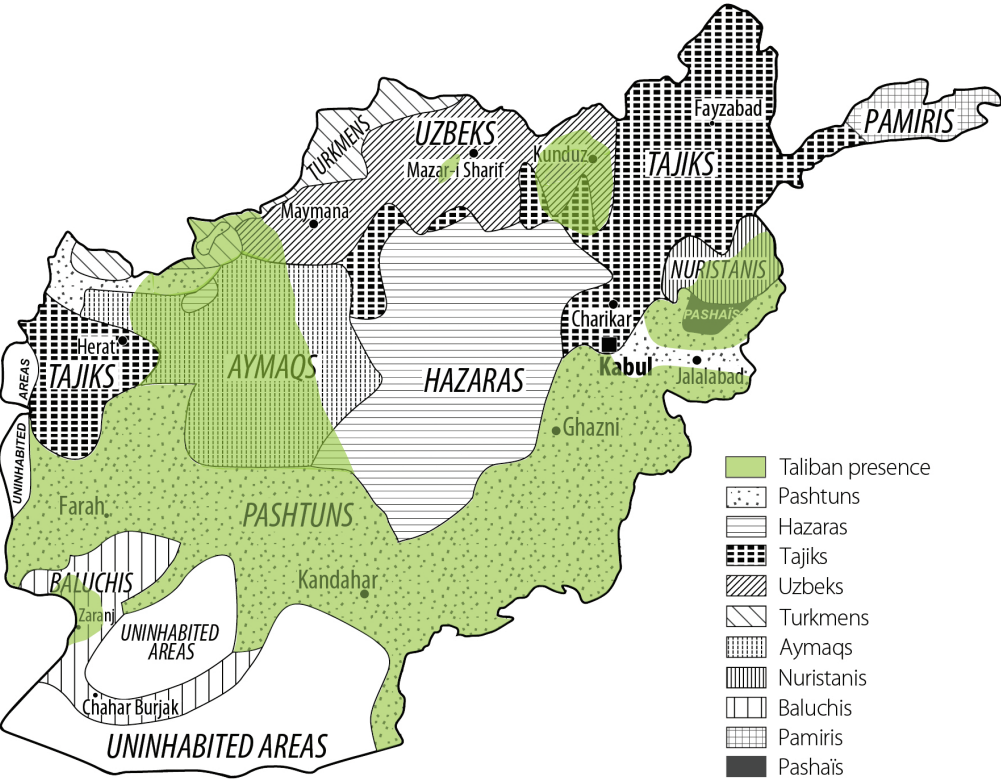 Fayzabad
PAMIRIS
UZBEKS
TURKMENS
Kunduz
Mazar-i Sharif
TAJIKS
Maymana
NURISTANIS
Charikar
PASHAÏS
Herat
Kabul
AREAS
TAJIKS
AYMAQS
HAZARAS
Jalalabad
UNINHABITED
Ghazni
Farah
PASHTUNS
BALUCHIS
Kandahar
Zaranj
UNINHABITED
AREAS
Chahar Burjak
UNINHABITED AREAS
Taliban presence
Pashtuns
Hazaras
Tajiks
Uzbeks
Turkmens
Aymaqs
Nuristanis
Baluchis
Pamiris
Pashaïs